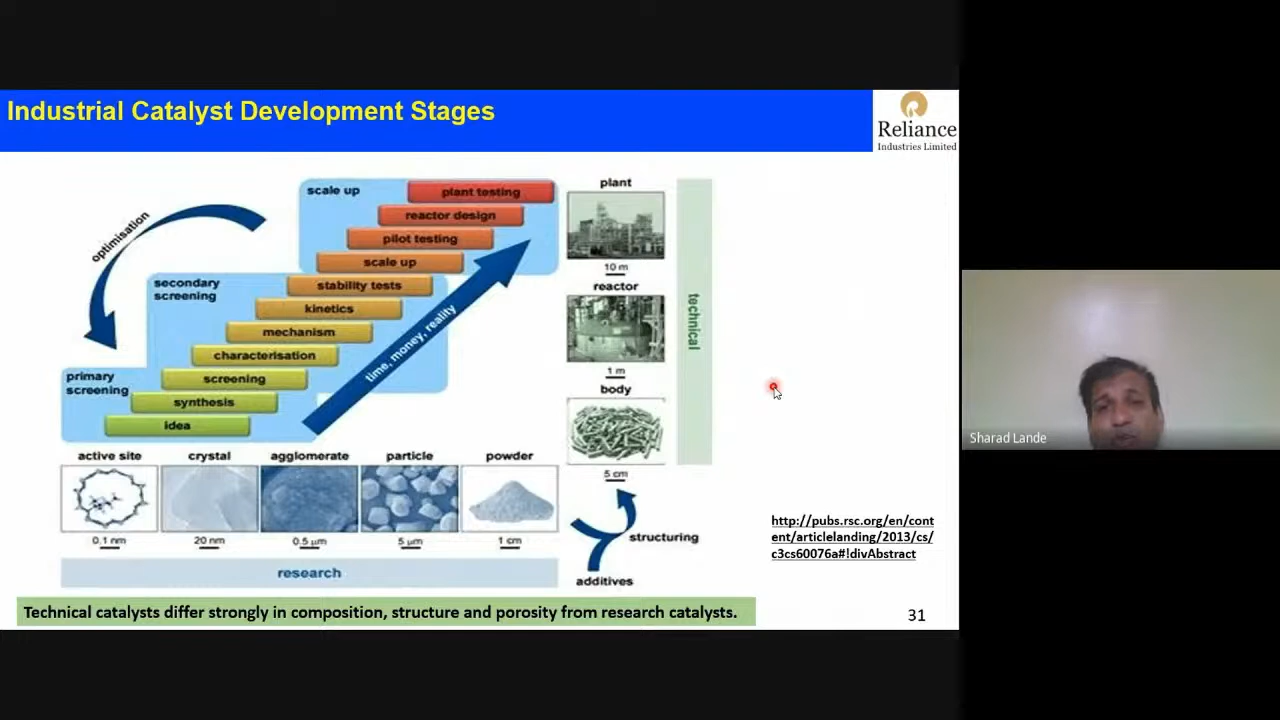 Industrial Catalyst Development Stages
Reliance
Industries Limited
scale up
plant testing
reactor design
pilot testing
scale up
optimisation
secondary
screening
stability tests
kinetics
mechanism
characterisation
primary
screening
screening
synthesis
idea
time, money, reality
plant
10 m
reactor
1 m
body
5 cm
technical
active site
crystal
agglomerate
particle
powder
0.1 nm
20 nm
0.5 µm
5 µm
1 cm
structuring
additives
research
http://pubs.rsc.org/en/cont
ent/articlelanding/2013/cs/
c3cs60076a#!divAbstract
Technical catalysts differ strongly in composition, structure and porosity from research catalysts.
31
Sharad Lande